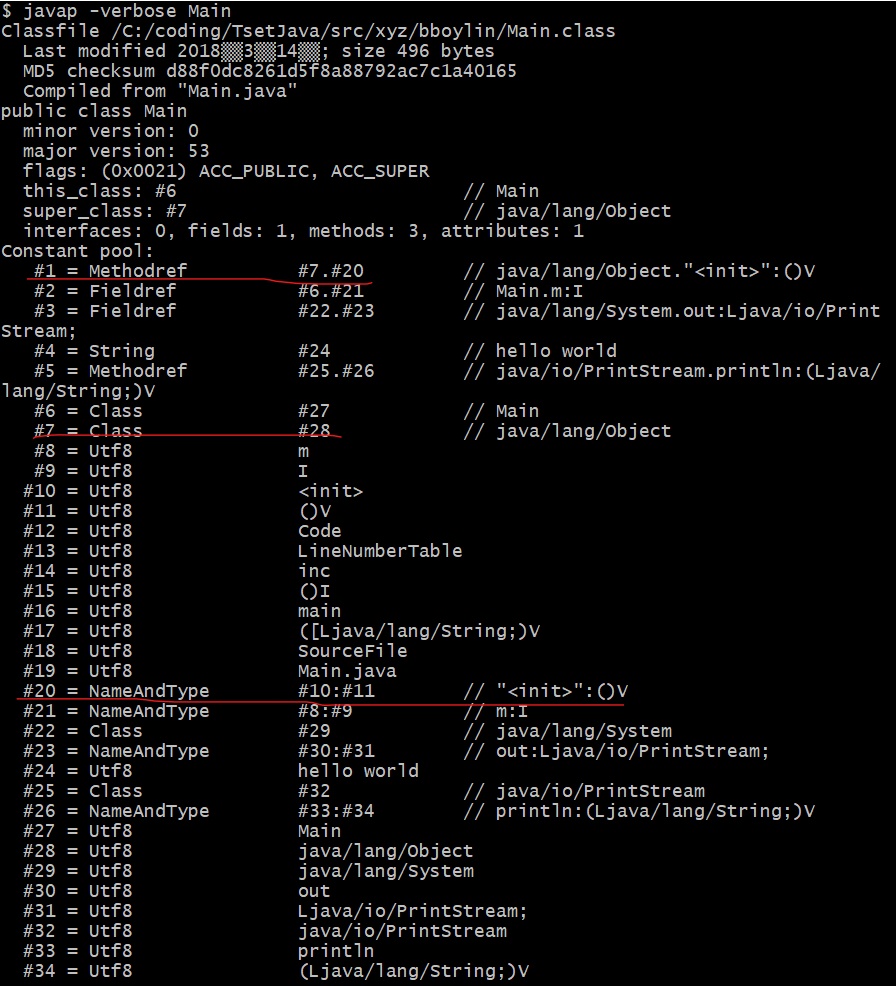 $ javap -verbose Main
Classfile /C:/coding/TsetJava/src/xyz/bboylin/Main.class
  Last modified 2018▒▒3▒▒14▒▒; size 496 bytes
  MD5 checksum d88f0dc8261d5f8a88792ac7c1a40165
  Compiled from "Main.java"
public class Main
  minor version: 0
  major version: 53
  flags: (0x0021) ACC_PUBLIC, ACC_SUPER
  this_class: #6                          // Main
  super_class: #7                         // java/lang/Object
  interfaces: 0, fields: 1, methods: 3, attributes: 1
Constant pool:
   #1 = Methodref          #7.#20         // java/lang/Object."<init>":()V
   #2 = Fieldref           #6.#21         // Main.m:I
   #3 = Fieldref           #22.#23        // java/lang/System.out:Ljava/io/Print
Stream;
   #4 = String             #24            // hello world
   #5 = Methodref          #25.#26        // java/io/PrintStream.println:(Ljava/
lang/String;)V
   #6 = Class              #27            // Main
   #7 = Class              #28            // java/lang/Object
   #8 = Utf8               m
   #9 = Utf8               I
  #10 = Utf8               <init>
  #11 = Utf8               ()V
  #12 = Utf8               Code
  #13 = Utf8               LineNumberTable
  #14 = Utf8               inc
  #15 = Utf8               ()I
  #16 = Utf8               main
  #17 = Utf8               ([Ljava/lang/String;)V
  #18 = Utf8               SourceFile
  #19 = Utf8               Main.java
  #20 = NameAndType        #10:#11        // "<init>":()V
  #21 = NameAndType        #8:#9          // m:I
  #22 = Class              #29            // java/lang/System
  #23 = NameAndType        #30:#31        // out:Ljava/io/PrintStream;
  #24 = Utf8               hello world
  #25 = Class              #32            // java/io/PrintStream
  #26 = NameAndType        #33:#34        // println:(Ljava/lang/String;)V
  #27 = Utf8               Main
  #28 = Utf8               java/lang/Object
  #29 = Utf8               java/lang/System
  #30 = Utf8               out
  #31 = Utf8               Ljava/io/PrintStream;
  #32 = Utf8               java/io/PrintStream
  #33 = Utf8               println
  #34 = Utf8               (Ljava/lang/String;)V